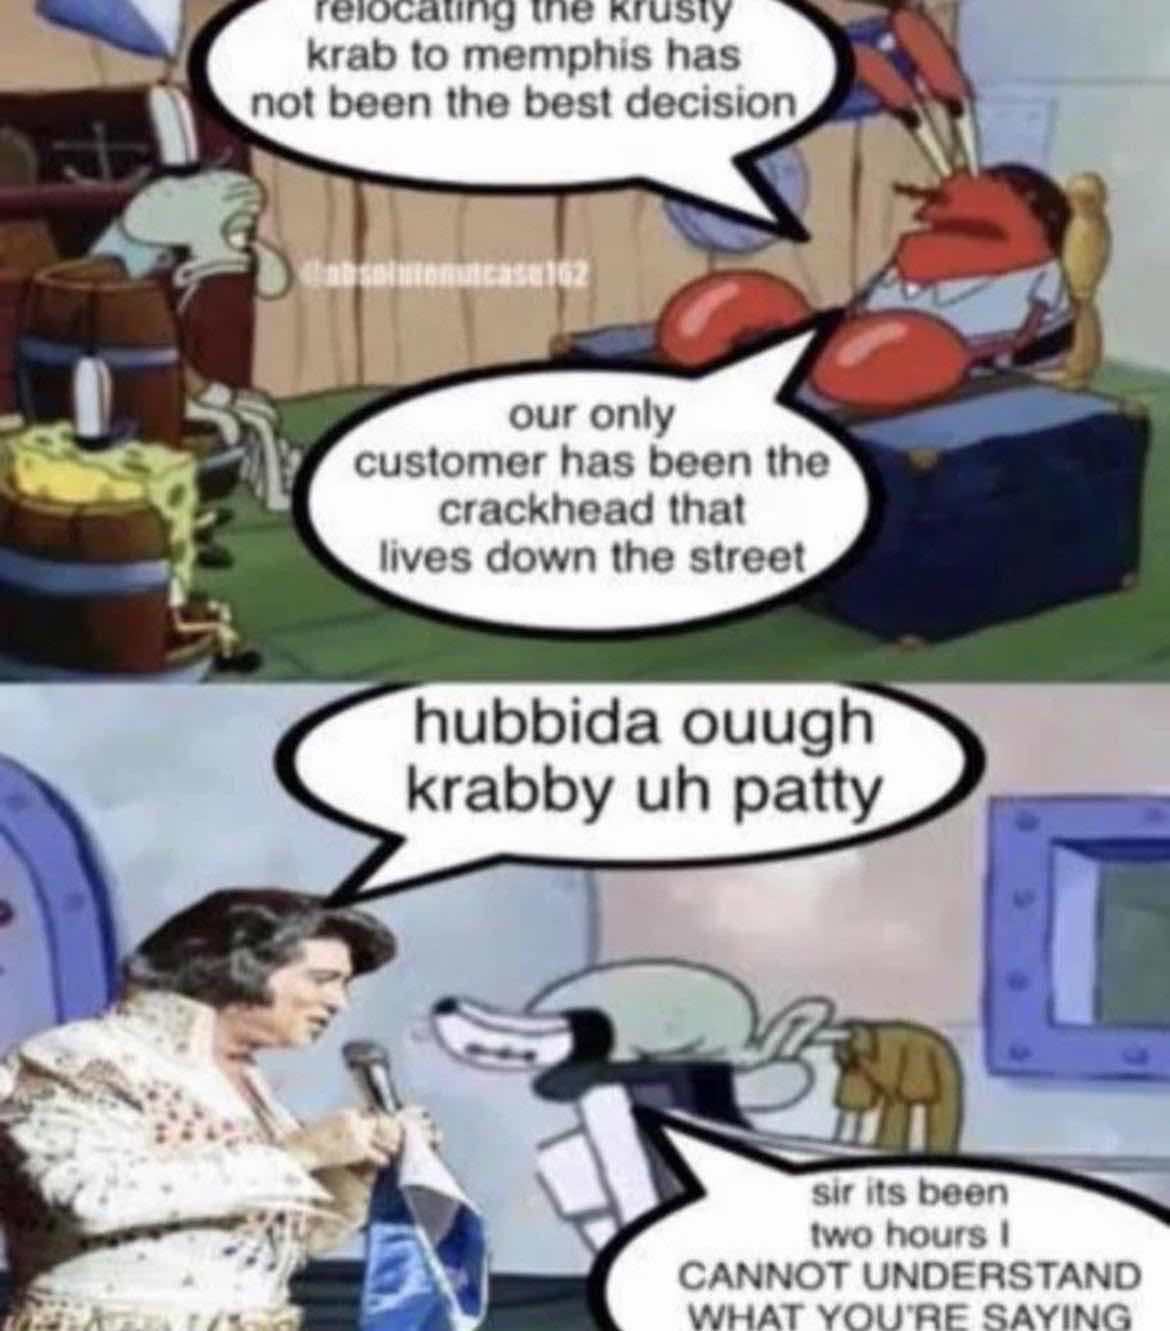 relocating the krusty
krab to memphis has
not been the best decision
@absolutenutcase162
our only
customer has been the
crackhead that
lives down the street
hubbida ouugh
krabby uh patty
sir its been
two hours I
CANNOT UNDERSTAND
WHAT YOU'RE SAYING